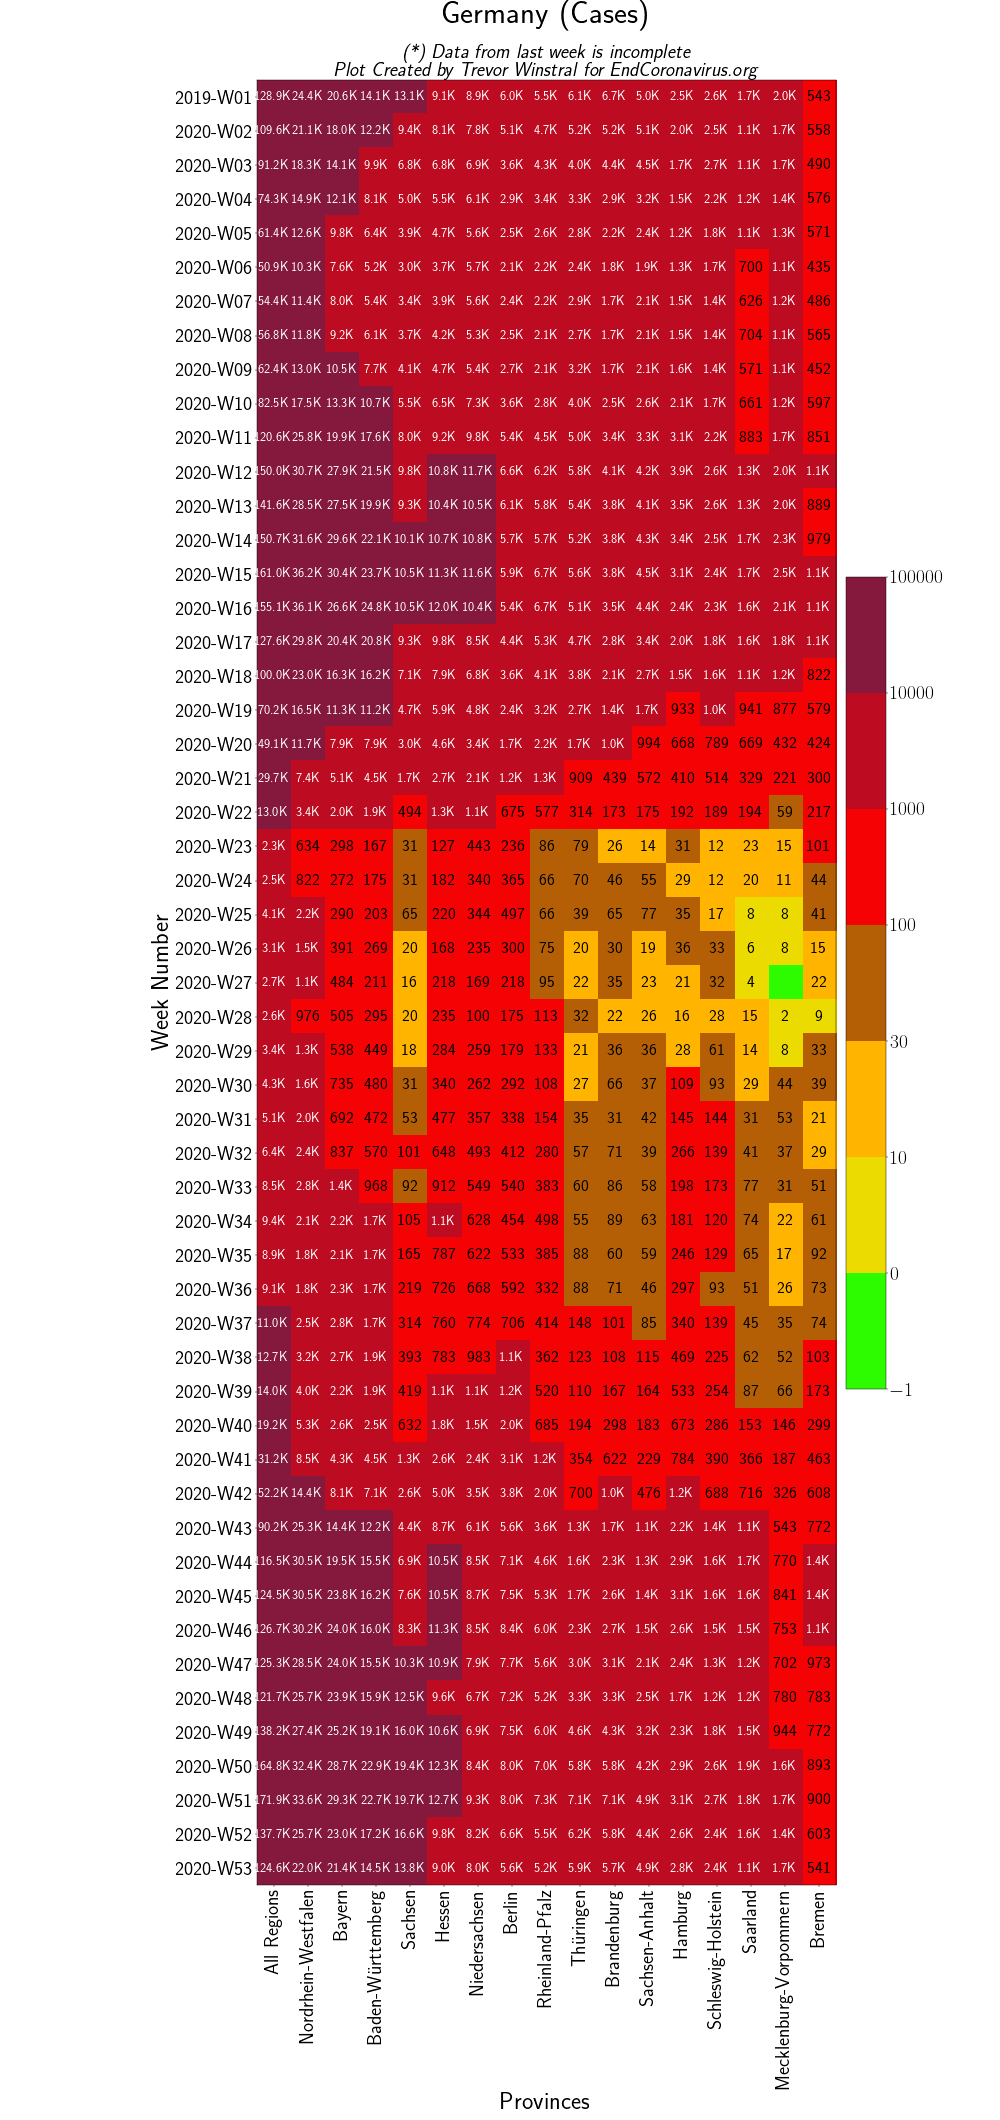 Germany (Cases)
(*) Data from last week is incomplete
Plot Created by Trevor Winstral for EndCoronavirus.org
2019-W01 128.9K 24.4K 20.6K 14.1K 13.1K 9.1K 8.9K 6.0K 5.5K 6.1K 6.7K 5.0K 2.5K 2.6K 1.7K 2.0K 543
2020-W02 109.6K 21.1K 18.0K 12.2K 9.4K 8.1K 7.8K 5.1K 4.7K 5.2K 5.2K 5.1K 2.0K 2.5K 1.1K 1.7K 558
2020-W03 91.2K 18.3K 14.1K 9.9K 6.8K 6.8K 6.9K 3.6K 4.3K 4.0K 4.4K 4.5K 1.7K 2.7K 1.1K 1.7K 490
2020-W04 74.3K 14.9K 12.1K 8.1K 5.0K 5.5K 6.1K 2.9K 3.4K 3.3K 2.9K 3.2K 1.5K 2.2K 1.2K 1.4K 576
2020-W05 61.4K 12.6K 9.8K 6.4K 3.9K 4.7K 5.6K 2.5K 2.6K 2.8K 2.2K 2.4K 1.2K 1.8K 1.1K 1.3K 571
2020-W06 50.9K 10.3K 7.6K 5.2K 3.0K 3.7K 5.7K 2.1K 2.2K 2.4K 1.8K 1.9K 1.3K 1.7K 700 1.1K 435
2020-W07 54.4K 11.4K 8.0K 5.4K 3.4K 3.9K 5.6K 2.4K 2.2K 2.9K 1.7K 2.1K 1.5K 1.4K 626 1.2K 486
2020-W08 56.8K 11.8K 9.2K 6.1K 3.7K 4.2K 5.3K 2.5K 2.1K 2.7K 1.7K 2.1K 1.5K 1.4K 704 1.1K 565
2020-W09 62.4K 13.0K 10.5K 7.7K 4.1K 4.7K 5.4K 2.7K 2.1K 3.2K 1.7K 2.1K 1.6K 1.4K 571 1.1K 452
2020-W10 82.5K 17.5K 13.3K 10.7K 5.5K 6.5K 7.3K 3.6K 2.8K 4.0K 2.5K 2.6K 2.1K 1.7K 661 1.2K 597
2020-W11 120.6K 25.8K 19.9K 17.6K 8.0K 9.2K 9.8K 5.4K 4.5K 5.0K 3.4K 3.3K 3.1K 2.2K 883 1.7K 851
2020-W12 150.0K 30.7K 27.9K 21.5K 9.8K 10.8K 11.7K 6.6K 6.2K 5.8K 4.1K 4.2K 3.9K 2.6K 1.3K 2.0K 1.1K
2020-W13 141.6K 28.5K 27.5K 19.9K 9.3K 10.4K 10.5K 6.1K 5.8K 5.4K 3.8K 4.1K 3.5K 2.6K 1.3K 2.0K 889
2020-W14 150.7K 31.6K 29.6K 22.1K 10.1K 10.7K 10.8K 5.7K 5.7K 5.2K 3.8K 4.3K 3.4K 2.5K 1.7K 2.3K 979
2020-W15 161.0K 36.2K 30.4K 23.7K 10.5K 11.3K 11.6K 5.9K 6.7K 5.6K 3.8K 4.5K 3.1K 2.4K 1.7K 2.5K 1.1K
2020-W16 155.1K 36.1K 26.6K 24.8K 10.5K 12.0K 10.4K 5.4K 6.7K 5.1K 3.5K 4.4K 2.4K 2.3K 1.6K 2.1K 1.1K
2020-W17 127.6K 29.8K 20.4K 20.8K 9.3K 9.8K 8.5K 4.4K 5.3K 4.7K 2.8K 3.4K 2.0K 1.8K 1.6K 1.8K 1.1K
2020-W18 100.0K 23.0K 16.3K 16.2K 7.1K 7.9K 6.8K 3.6K 4.1K 3.8K 2.1K 2.7K 1.5K 1.6K 1.1K 1.2K 822
2020-W19 70.2K 16.5K 11.3K 11.2K 4.7K 5.9K 4.8K 2.4K 3.2K 2.7K 1.4K 1.7K 933 1.0K 941 877 579
2020-W20 49.1K 11.7K 7.9K 7.9K 3.0K 4.6K 3.4K 1.7K 2.2K 1.7K 1.0K 994 668 789 669 432 424
2020-W21 29.7K 7.4K 5.1K 4.5K 1.7K 2.7K 2.1K 1.2K 1.3K 909 439 572 410 514 329 221 300
2020-W22 13.0K 3.4K 2.0K 1.9K 494 1.3K 1.1K 675 577 314 173 175 192 189 194 59 217
2020-W23 2.3K 634 298 167 31 127 443 236 86 79 26 14 31 12 23 15 101
2020-W24 2.5K 822 272 175 31 182 340 365 66 70 46 55 29 12 20 11 44
2020-W25 4.1K 2.2K 290 203 65 220 344 497 66 39 65 77 35 17 8 8 41
2020-W26 3.1K 1.5K 391 269 20 168 235 300 75 20 30 19 36 33 6 8 15
2020-W27 2.7K 1.1K 484 211 16 218 169 218 95 22 35 23 21 32 4 22
2020-W28 2.6K 976 505 295 20 235 100 175 113 32 22 26 16 28 15 2 9
2020-W29 3.4K 1.3K 538 449 18 284 259 179 133 21 36 36 28 61 14 8 33
2020-W30 4.3K 1.6K 735 480 31 340 262 292 108 27 66 37 109 93 29 44 39
2020-W31 5.1K 2.0K 692 472 53 477 357 338 154 35 31 42 145 144 31 53 21
2020-W32 6.4K 2.4K 837 570 101 648 493 412 280 57 71 39 266 139 41 37 29
2020-W33 8.5K 2.8K 1.4K 968 92 912 549 540 383 60 86 58 198 173 77 31 51
2020-W34 9.4K 2.1K 2.2K 1.7K 105 1.1K 628 454 498 55 89 63 181 120 74 22 61
2020-W35 8.9K 1.8K 2.1K 1.7K 165 787 622 533 385 88 60 59 246 129 65 17 92
2020-W36 9.1K 1.8K 2.3K 1.7K 219 726 668 592 332 88 71 46 297 93 51 26 73
2020-W37 11.0K 2.5K 2.8K 1.7K 314 760 774 706 414 148 101 85 340 139 45 35 74
2020-W38 12.7K 3.2K 2.7K 1.9K 393 783 983 1.1K 362 123 108 115 469 225 62 52 103
2020-W39 14.0K 4.0K 2.2K 1.9K 419 1.1K 1.1K 1.2K 520 110 167 164 533 254 87 66 173
2020-W40 19.2K 5.3K 2.6K 2.5K 632 1.8K 1.5K 2.0K 685 194 298 183 673 286 153 146 299
2020-W41 31.2K 8.5K 4.3K 4.5K 1.3K 2.6K 2.4K 3.1K 1.2K 354 622 229 784 390 366 187 463
2020-W42 52.2K 14.4K 8.1K 7.1K 2.6K 5.0K 3.5K 3.8K 2.0K 700 1.0K 476 1.2K 688 716 326 608
2020-W43 90.2K 25.3K 14.4K 12.2K 4.4K 8.7K 6.1K 5.6K 3.6K 1.3K 1.7K 1.1K 2.2K 1.4K 1.1K 543 772
2020-W44 116.5K 30.5K 19.5K 15.5K 6.9K 10.5K 8.5K 7.1K 4.6K 1.6K 2.3K 1.3K 2.9K 1.6K 1.7K 770 1.4K
2020-W45 124.5K 30.5K 23.8K 16.2K 7.6K 10.5K 8.7K 7.5K 5.3K 1.7K 2.6K 1.4K 3.1K 1.6K 1.6K 841 1.4K
2020-W46 126.7K 30.2K 24.0K 16.0K 8.3K 11.3K 8.5K 8.4K 6.0K 2.3K 2.7K 1.5K 2.6K 1.5K 1.5K 753 1.1K
2020-W47 125.3K 28.5K 24.0K 15.5K 10.3K 10.9K 7.9K 7.7K 5.6K 3.0K 3.1K 2.1K 2.4K 1.3K 1.2K 702 973
2020-W48 121.7K 25.7K 23.9K 15.9K 12.5K 9.6K 6.7K 7.2K 5.2K 3.3K 3.3K 2.5K 1.7K 1.2K 1.2K 780 783
2020-W49 138.2K 27.4K 25.2K 19.1K 16.0K 10.6K 6.9K 7.5K 6.0K 4.6K 4.3K 3.2K 2.3K 1.8K 1.5K 944 772
2020-W50 164.8K 32.4K 28.7K 22.9K 19.4K 12.3K 8.4K 8.0K 7.0K 5.8K 5.8K 4.2K 2.9K 2.6K 1.9K 1.6K 893
2020-W51 171.9K 33.6K 29.3K 22.7K 19.7K 12.7K 9.3K 8.0K 7.3K 7.1K 7.1K 4.9K 3.1K 2.7K 1.8K 1.7K 900
2020-W52 137.7K 25.7K 23.0K 17.2K 16.6K 9.8K 8.2K 6.6K 5.5K 6.2K 5.8K 4.4K 2.6K 2.4K 1.6K 1.4K 603
2020-W53 124.6K 22.0K 21.4K 14.5K 13.8K 9.0K 8.0K 5.6K 5.2K 5.9K 5.7K 4.9K 2.8K 2.4K 1.1K 1.7K 541
Week Number
All Regions
Nordrhein-Westfalen
Bayern
Baden-Württemberg
Sachsen
Hessen
Niedersachsen
Berlin
Rheinland-Pfalz
Thüringen
Brandenburg
Sachsen-Anhalt
Hamburg
Schleswig-Holstein
Saarland
Mecklenburg-Vorpommern
Bremen
Provinces
100000
10000
1000
100
30
10
0
−1